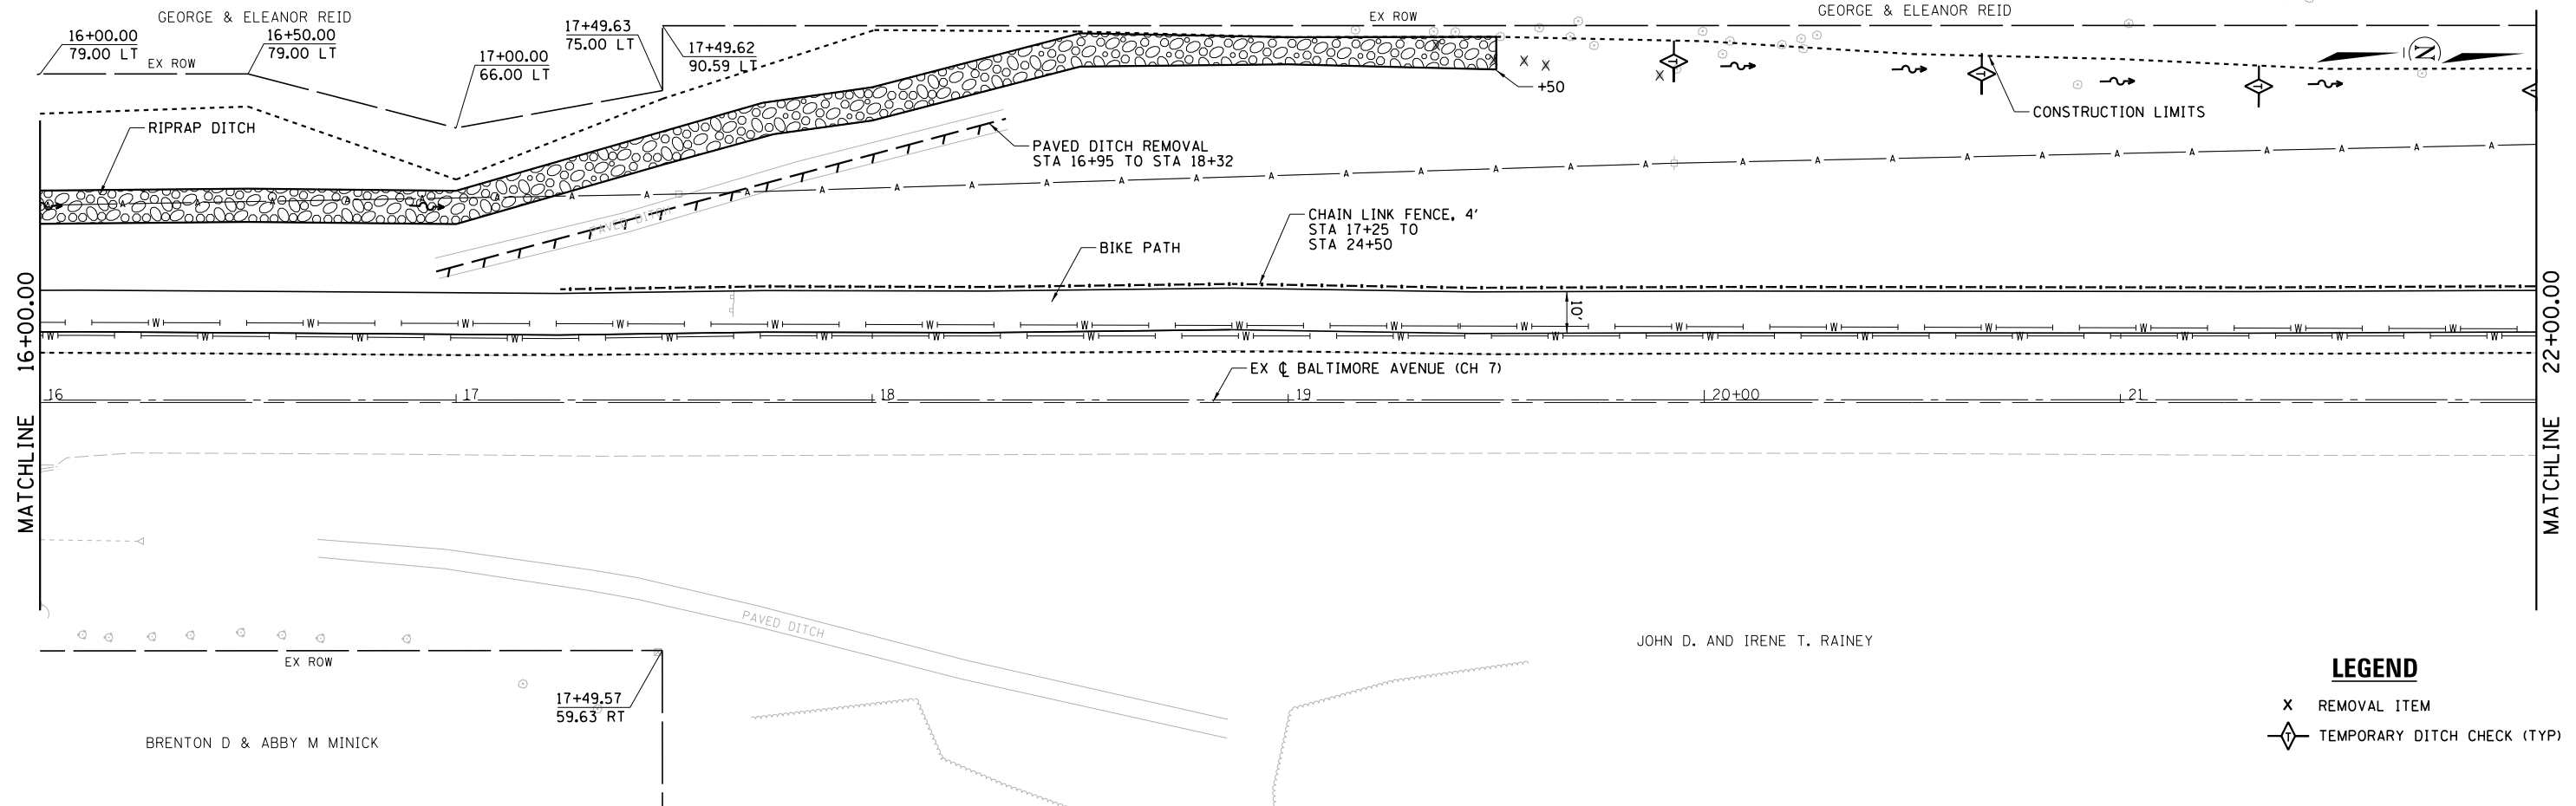 GEORGE & ELEANOR REID
16+00.00
79.00 LT
EX ROW
16+50.00
79.00 LT
17+00.00
66.00 LT
17+49.63
75.00 LT
17+49.62
90.59 LT
EX ROW
GEORGE & ELEANOR REID
N
+50
CONSTRUCTION LIMITS
RIPRAP DITCH
PAVED DITCH REMOVAL
STA 16+95 TO STA 18+32
PAVED DITCH
CHAIN LINK FENCE, 4'
STA 17+25 TO
STA 24+50
BIKE PATH
10'
MATCHLINE 16+00.00
MATCHLINE 22+00.00
EX ℄ BALTIMORE AVENUE (CH 7)
16
17
18
19
20+00
21
PAVED DITCH
EX ROW
17+49.57
59.63 RT
JOHN D. AND IRENE T. RAINEY
BRENTON D & ABBY M MINICK
LEGEND
X REMOVAL ITEM
T TEMPORARY DITCH CHECK (TYP)